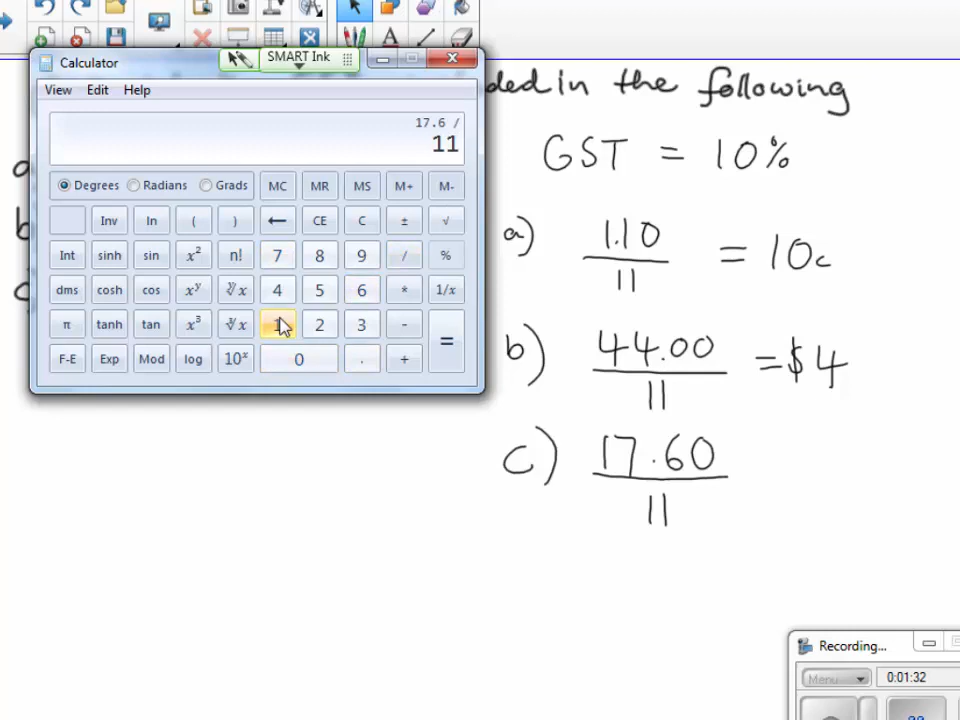 Calculator
SMART Ink
View Edit Help
17.6 /
11
Degrees Radians Grads MC MR MS M+ M-
Inv ln ( ) ← CE C ± √
Int sinh sin x² n! 7 8 9 / %
dms cosh cos xʸ ʸ√x 4 5 6 * 1/x
π tanh tan x³ ³√x 1 2 3 - =
F-E Exp Mod log 10ˣ 0 . +
ded in the following
GST = 10%
a) 1.10
11
= 10c
b) 44.00
11
= $4
c) 17.60
11
a
b
c
Recording...
Menu 0:01:32